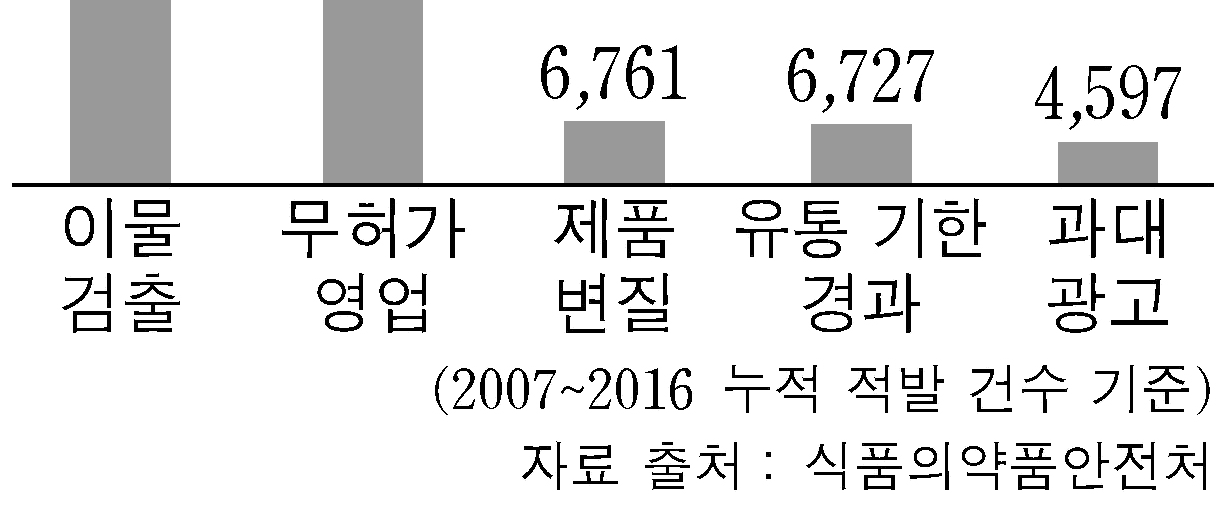 6,761 6,727 4,597
이물 무허가 제품 유통 기한 과대
검출 영업 변질 경과 광고
(2007~2016 누적 적발 건수 기준)
자료 출처 : 식품의약품안전처